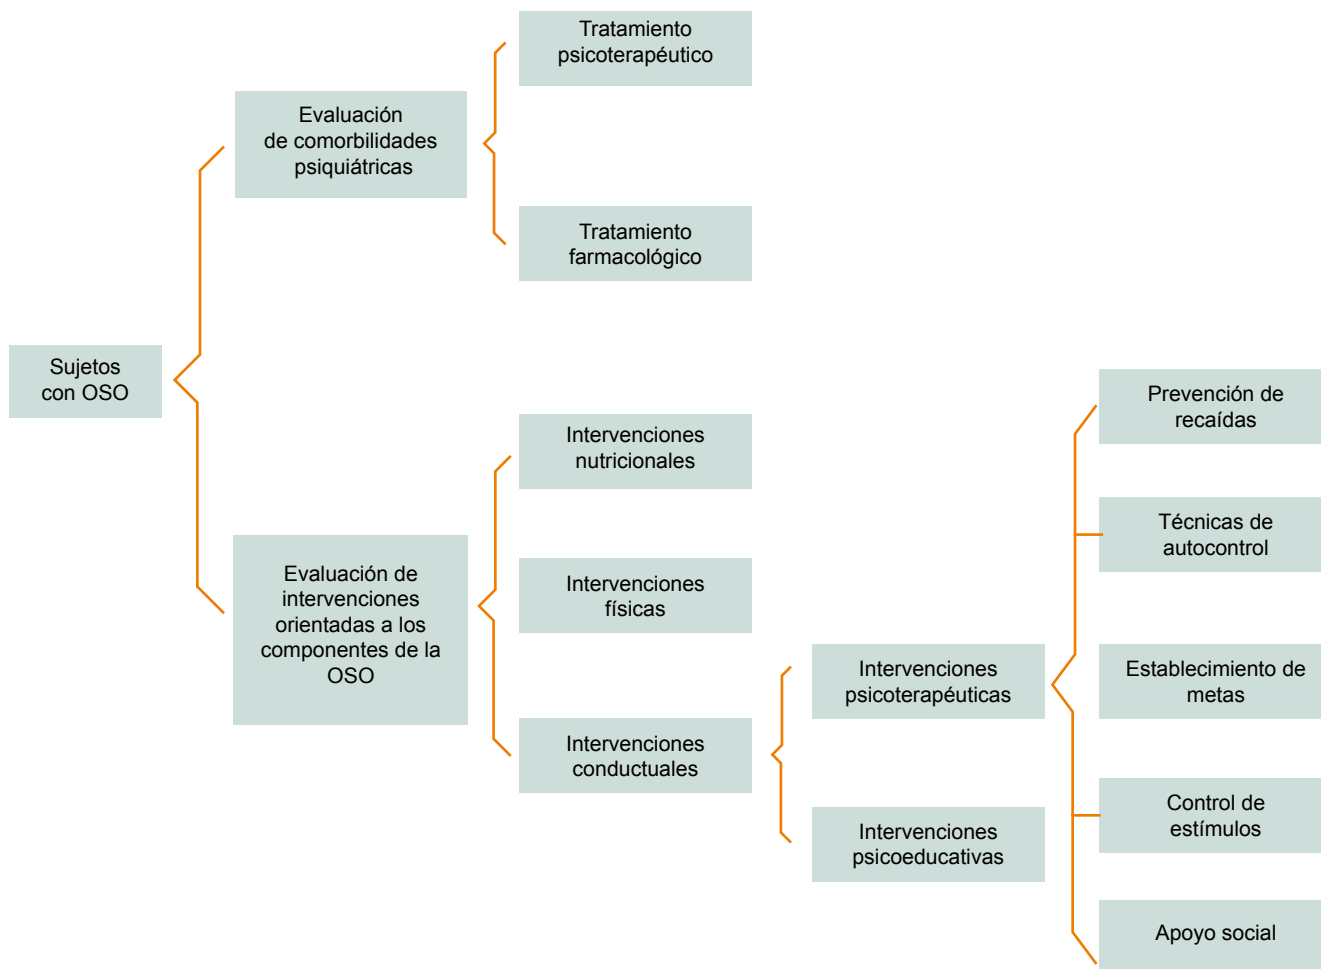 Tratamiento
psicoterapéutico
Evaluación
de comorbilidades
psiquiátricas
Tratamiento
farmacológico
Sujetos
con OSO
Evaluación de
intervenciones
orientadas a los
componentes de la
OSO
Intervenciones
nutricionales
Intervenciones
físicas
Intervenciones
conductuales
Intervenciones
psicoterapéuticas
Intervenciones
psicoeducativas
Prevención de
recaídas
Técnicas de
autocontrol
Establecimiento de
metas
Control de
estímulos
Apoyo social